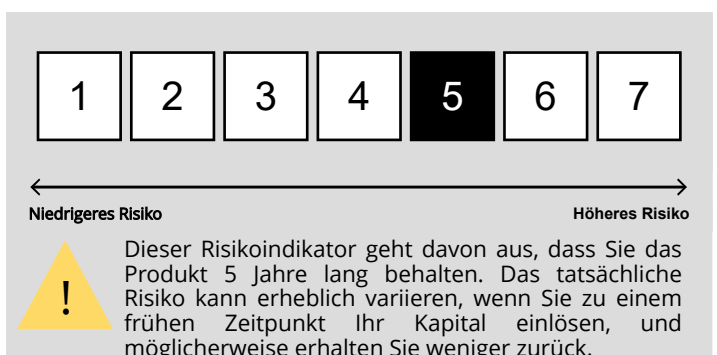 1 2 3 4 5 6 7
Niedrigeres Risiko Höheres Risiko
Dieser Risikoindikator geht davon aus, dass Sie das
Produkt 5 Jahre lang behalten. Das tatsächliche
Risiko kann erheblich variieren, wenn Sie zu einem
frühen Zeitpunkt Ihr Kapital einlösen, und
möglicherweise erhalten Sie weniger zurück.
!